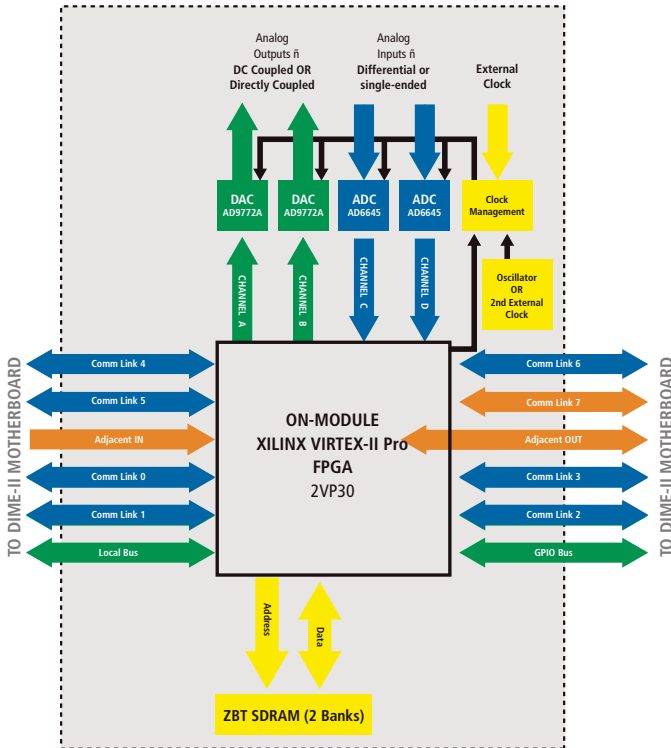 Analog
Outputs ñ
DC Coupled OR
Directly Coupled
Analog
Inputs ñ
Differential or
single-ended
External
Clock
DAC
AD9772A
DAC
AD9772A
ADC
AD6645
ADC
AD6645
Clock
Management
CHANNEL A
CHANNEL B
CHANNEL C
CHANNEL D
Oscillator
OR
2nd External
Clock
TO DIME-II MOTHERBOARD
Comm Link 4
Comm Link 5
Adjacent IN
Comm Link 0
Comm Link 1
Local Bus
ON-MODULE
XILINX VIRTEX-II Pro
FPGA
2VP30
Comm Link 6
Comm Link 7
Adjacent OUT
Comm Link 3
Comm Link 2
GPIO Bus
TO DIME-II MOTHERBOARD
Address
Data
ZBT SDRAM (2 Banks)